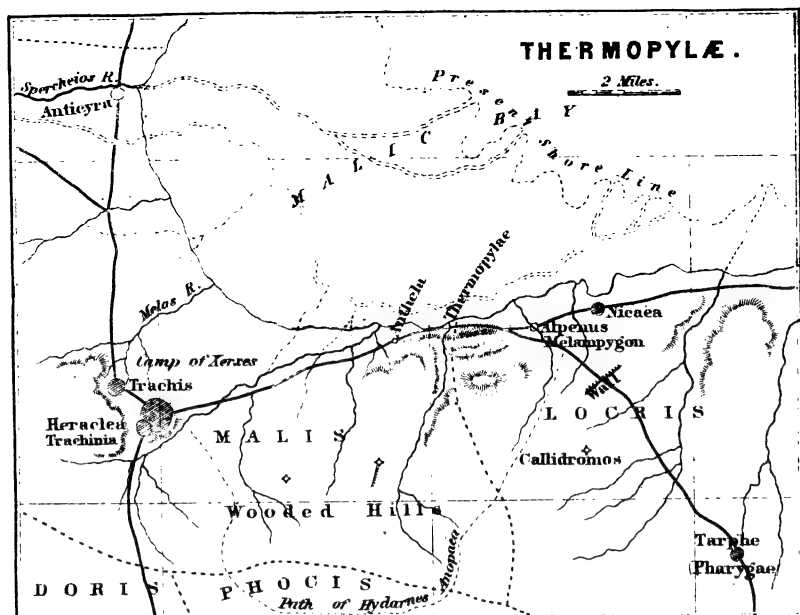 THERMOPYLÆ.
2 Miles.
Spercheios R.
Anticyra
Present Shore Line
MALIC BAY
Melas R.
Anthela
Thermopylae
Nicaea
Alpenus
Melampygon
Camp of Xerxes
Trachis
Heraclea
Trachinia
Wall
LOCRIS
MALIS
Callidromos
Wooded Hills
Anopaea
Tarphe
(Pharygae)
DORIS
PHOCIS
Path of Hydarnes